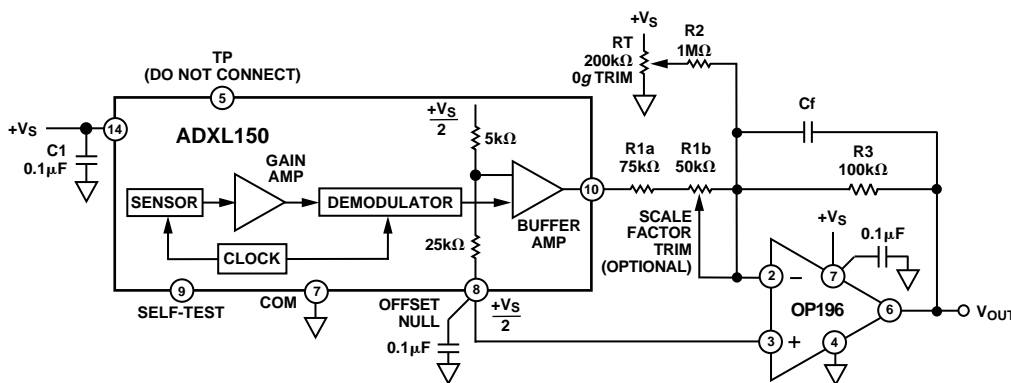 +VS
RT
200kΩ
0g TRIM
R2
1MΩ
TP
(DO NOT CONNECT)
5
Cf
+VS
14
ADXL150
+VS
2
5kΩ
C1
0.1µF
GAIN
AMP
R1a
75kΩ
R1b
50kΩ
R3
100kΩ
10
SENSOR
DEMODULATOR
BUFFER
AMP
SCALE
FACTOR
TRIM
(OPTIONAL)
+VS
0.1µF
25kΩ
CLOCK
2
–
7
9
SELF-TEST
COM
7
8
OFFSET
NULL
+VS
2
OP196
6
VOUT
0.1µF
3
+
4